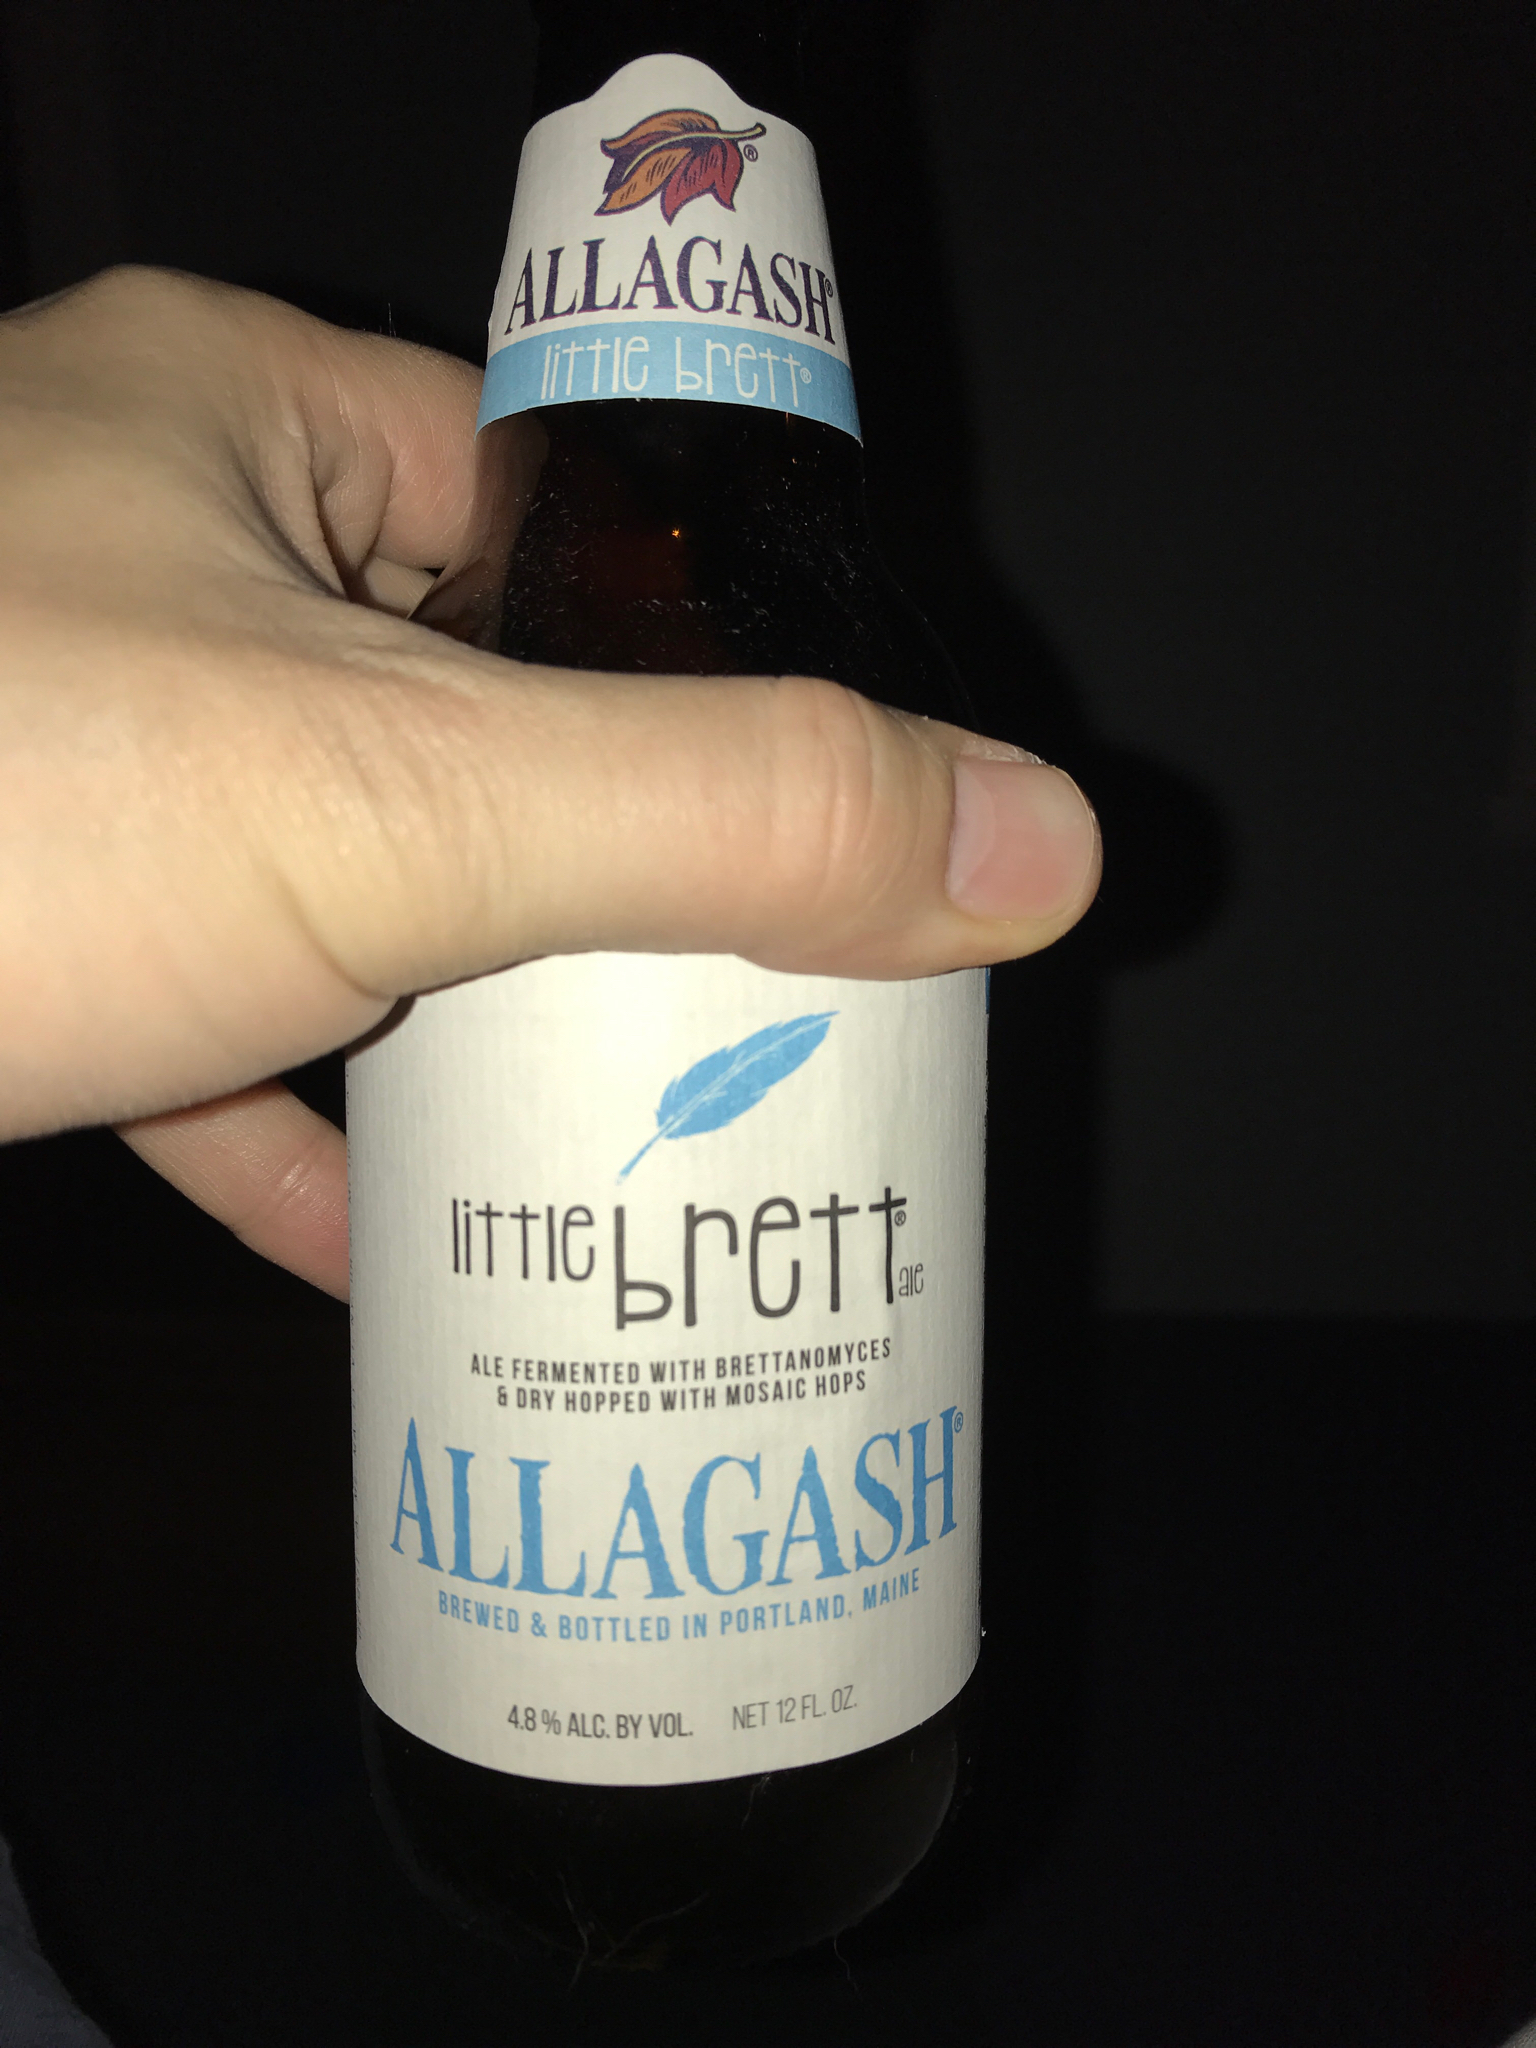 ALLAGASH®
little brett®
little brett®
ale
ALE FERMENTED WITH BRETTANOMYCES
& DRY HOPPED WITH MOSAIC HOPS
ALLAGASH®
BREWED & BOTTLED IN PORTLAND, MAINE
4.8% ALC. BY VOL. NET 12 FL. OZ.